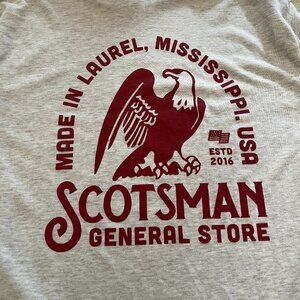 MADE IN LAUREL, MISSISSIPPI, USA
ESTD
2016
SCOTSMAN
GENERAL STORE